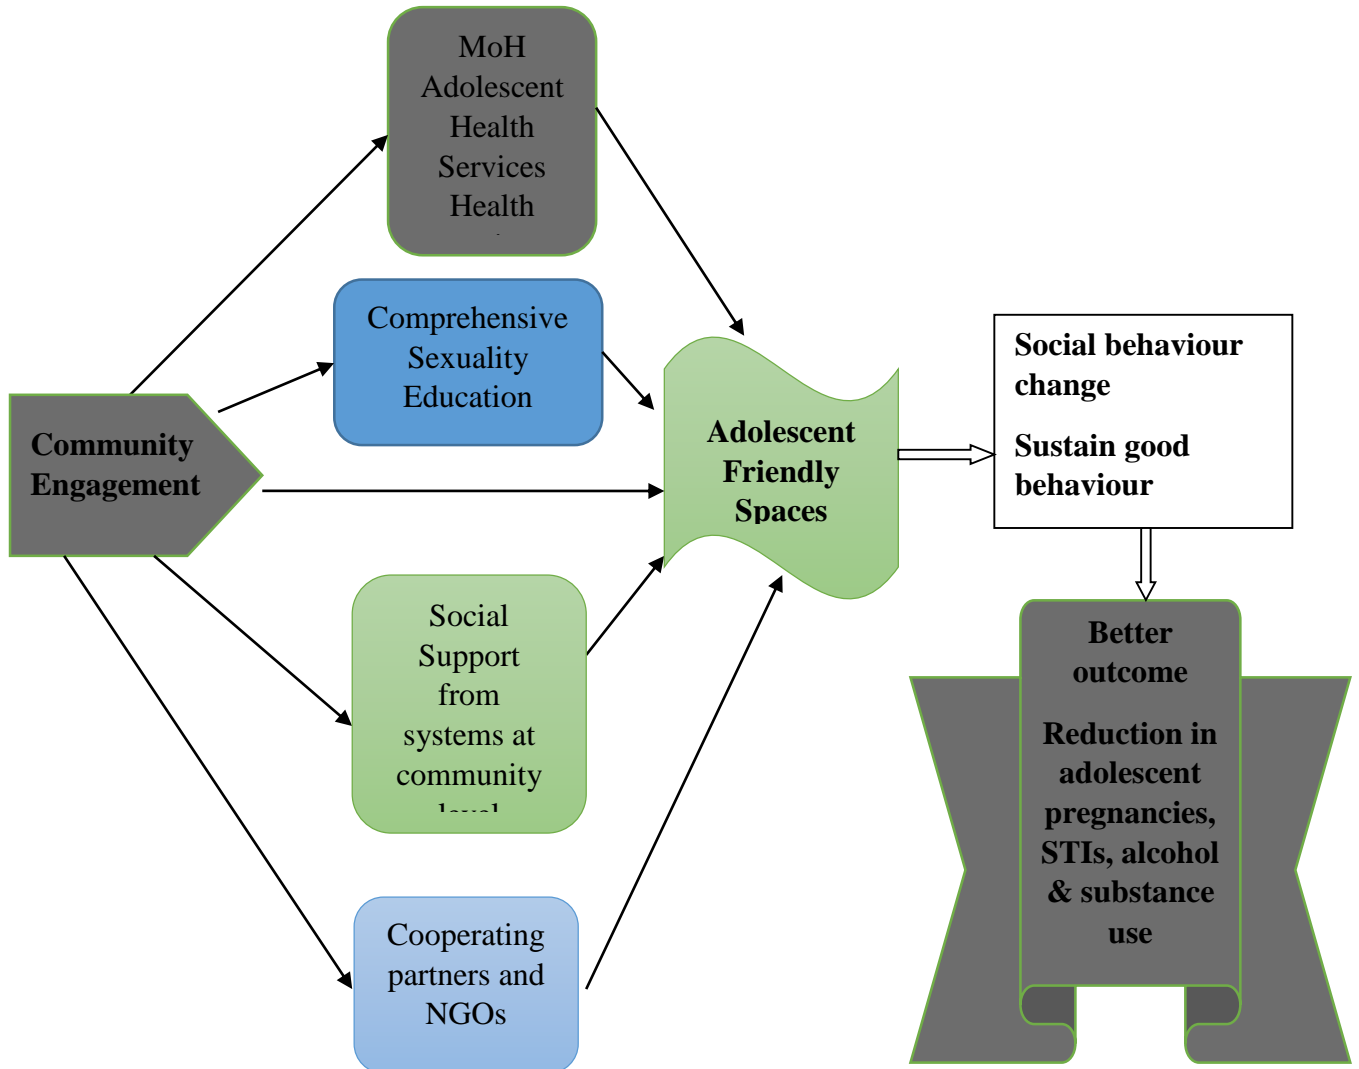 MoH
Adolescent
Health
Services
Health
Comprehensive
Sexuality
Education
Community
Engagement
Adolescent
Friendly
Spaces
Social
Support
from
systems at
community
Cooperating
partners and
NGOs
Social behaviour
change
Sustain good
behaviour
Better
outcome
Reduction in
adolescent
pregnancies,
STIs, alcohol
& substance
use